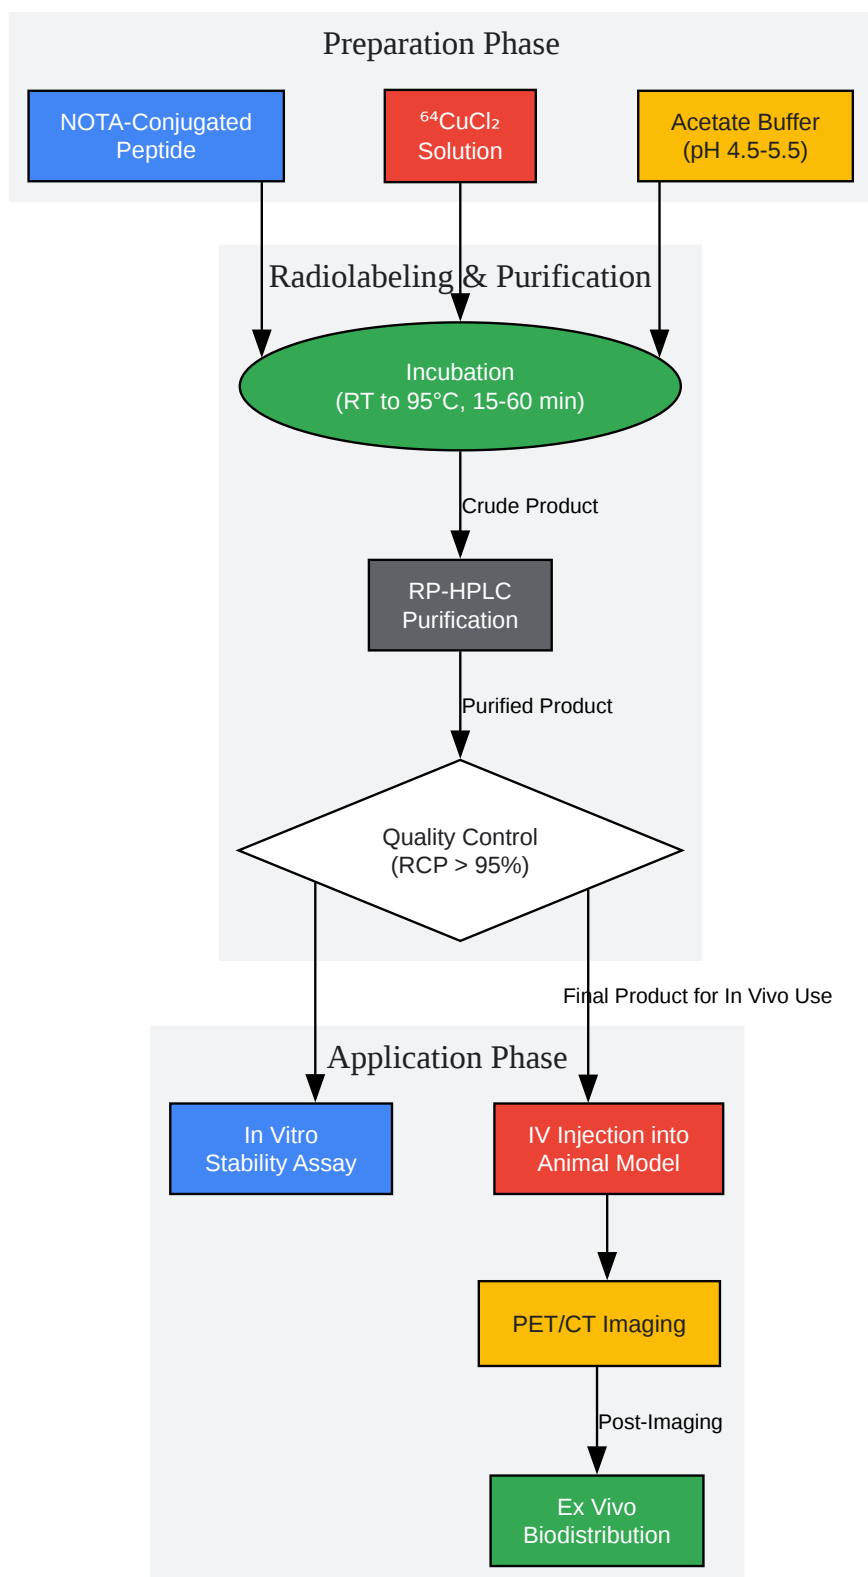 Preparation Phase
NOTA-Conjugated
Peptide
⁶⁴CuCl₂
Solution
Acetate Buffer
(pH 4.5-5.5)
Radiolabeling & Purification
Incubation
(RT to 95°C, 15-60 min)
Crude Product
RP-HPLC
Purification
Purified Product
Quality Control
(RCP > 95%)
Final Product for In Vivo Use
Application Phase
In Vitro
Stability Assay
IV Injection into
Animal Model
PET/CT Imaging
Post-Imaging
Ex Vivo
Biodistribution